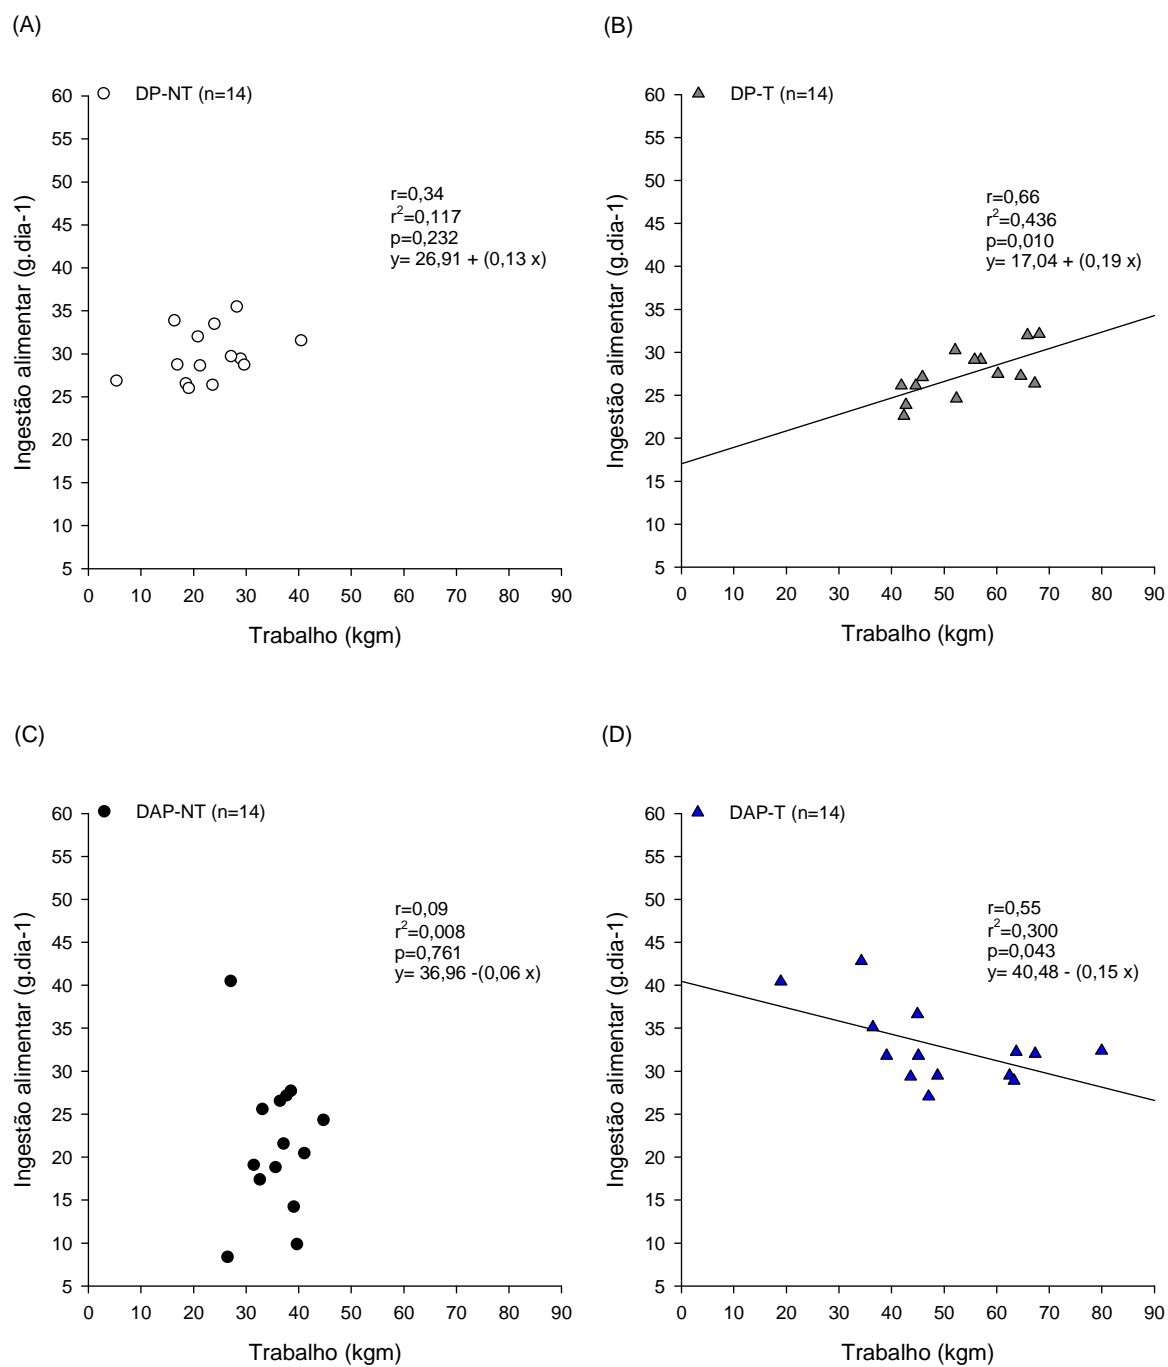 (A)
DP-NT (n=14)
60
55
50
45
40
35
30
25
20
15
10
5
Ingestão alimentar (g.dia-1)
r=0,34
r²=0,117
p=0,232
y= 26,91 + (0,13 x)
0 10 20 30 40 50 60 70 80 90
Trabalho (kgm)
(B)
DP-T (n=14)
60
55
50
45
40
35
30
25
20
15
10
5
Ingestão alimentar (g.dia-1)
r=0,66
r²=0,436
p=0,010
y= 17,04 + (0,19 x)
0 10 20 30 40 50 60 70 80 90
Trabalho (kgm)
(C)
DAP-NT (n=14)
60
55
50
45
40
35
30
25
20
15
10
5
Ingestão alimentar (g.dia-1)
r=0,09
r²=0,008
p=0,761
y= 36,96 -(0,06 x)
0 10 20 30 40 50 60 70 80 90
Trabalho (kgm)
(D)
DAP-T (n=14)
60
55
50
45
40
35
30
25
20
15
10
5
Ingestão alimentar (g.dia-1)
r=0,55
r²=0,300
p=0,043
y= 40,48 - (0,15 x)
0 10 20 30 40 50 60 70 80 90
Trabalho (kgm)